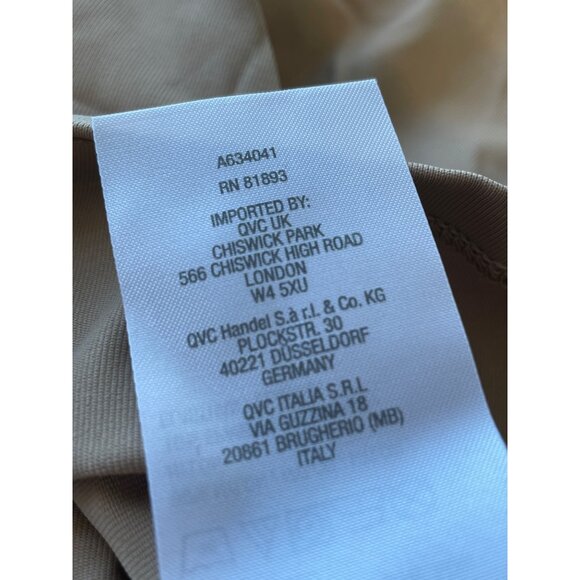 A634041
RN 81893
IMPORTED BY:
QVC UK
CHISWICK PARK
566 CHISWICK HIGH ROAD
LONDON
W4 5XU
QVC Handel S.à r.l. & Co. KG
PLOCKSTR. 30
40221 DÜSSELDORF
GERMANY
QVC ITALIA S.R.L
VIA GUZZINA 18
20861 BRUGHERIO (MB)
ITALY